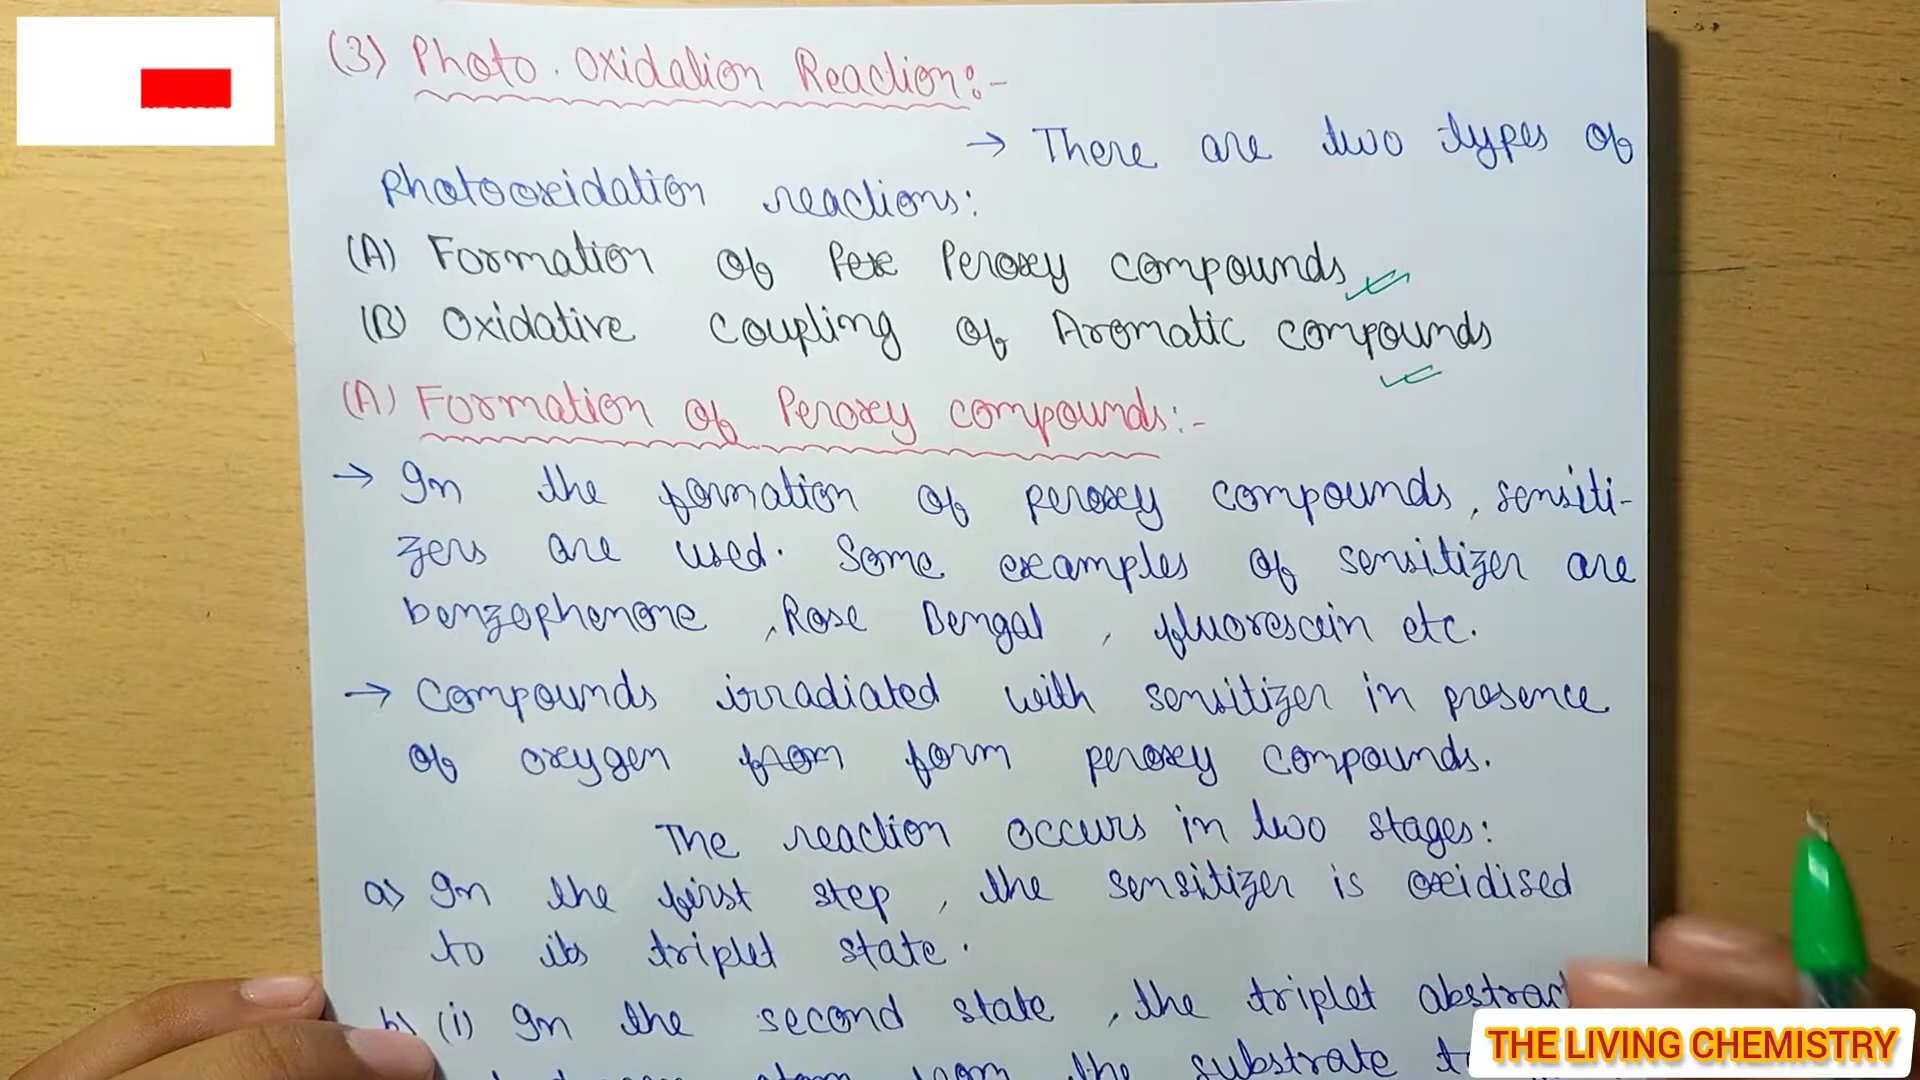 (3) Photo. Oxidation Reaction:-
→ There are two types of
Photooxidation reactions:
(A) Formation of Pex Peroxy compounds
(B) Oxidative Coupling of Aromatic compounds
(A) Formation of Peroxy compounds:-
→ In the formation of peroxy compounds, sensiti-
zers are used. Some examples of sensitizer are
benzophenone, Rose Bengal, fluorescein etc.
→ Compounds irradiated with sensitizer in presence
of oxygen from form peroxy compounds.
The reaction occurs in two stages:
a) In the first step, the sensitizer is oxidised
to its triplet state.
b) (i) In the second state, the triplet abstrac
the substrate
THE LIVING CHEMISTRY